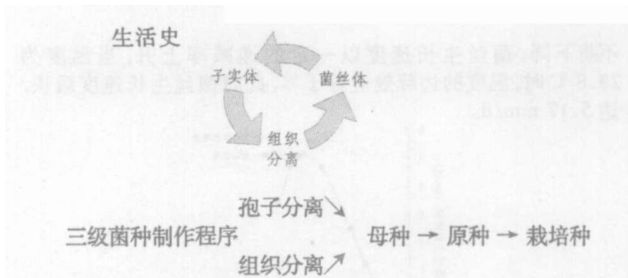 生活史
子实体
菌丝体
组织
分离
孢子分离↘
三级菌种制作程序 母种 → 原种 → 栽培种
组织分离↗